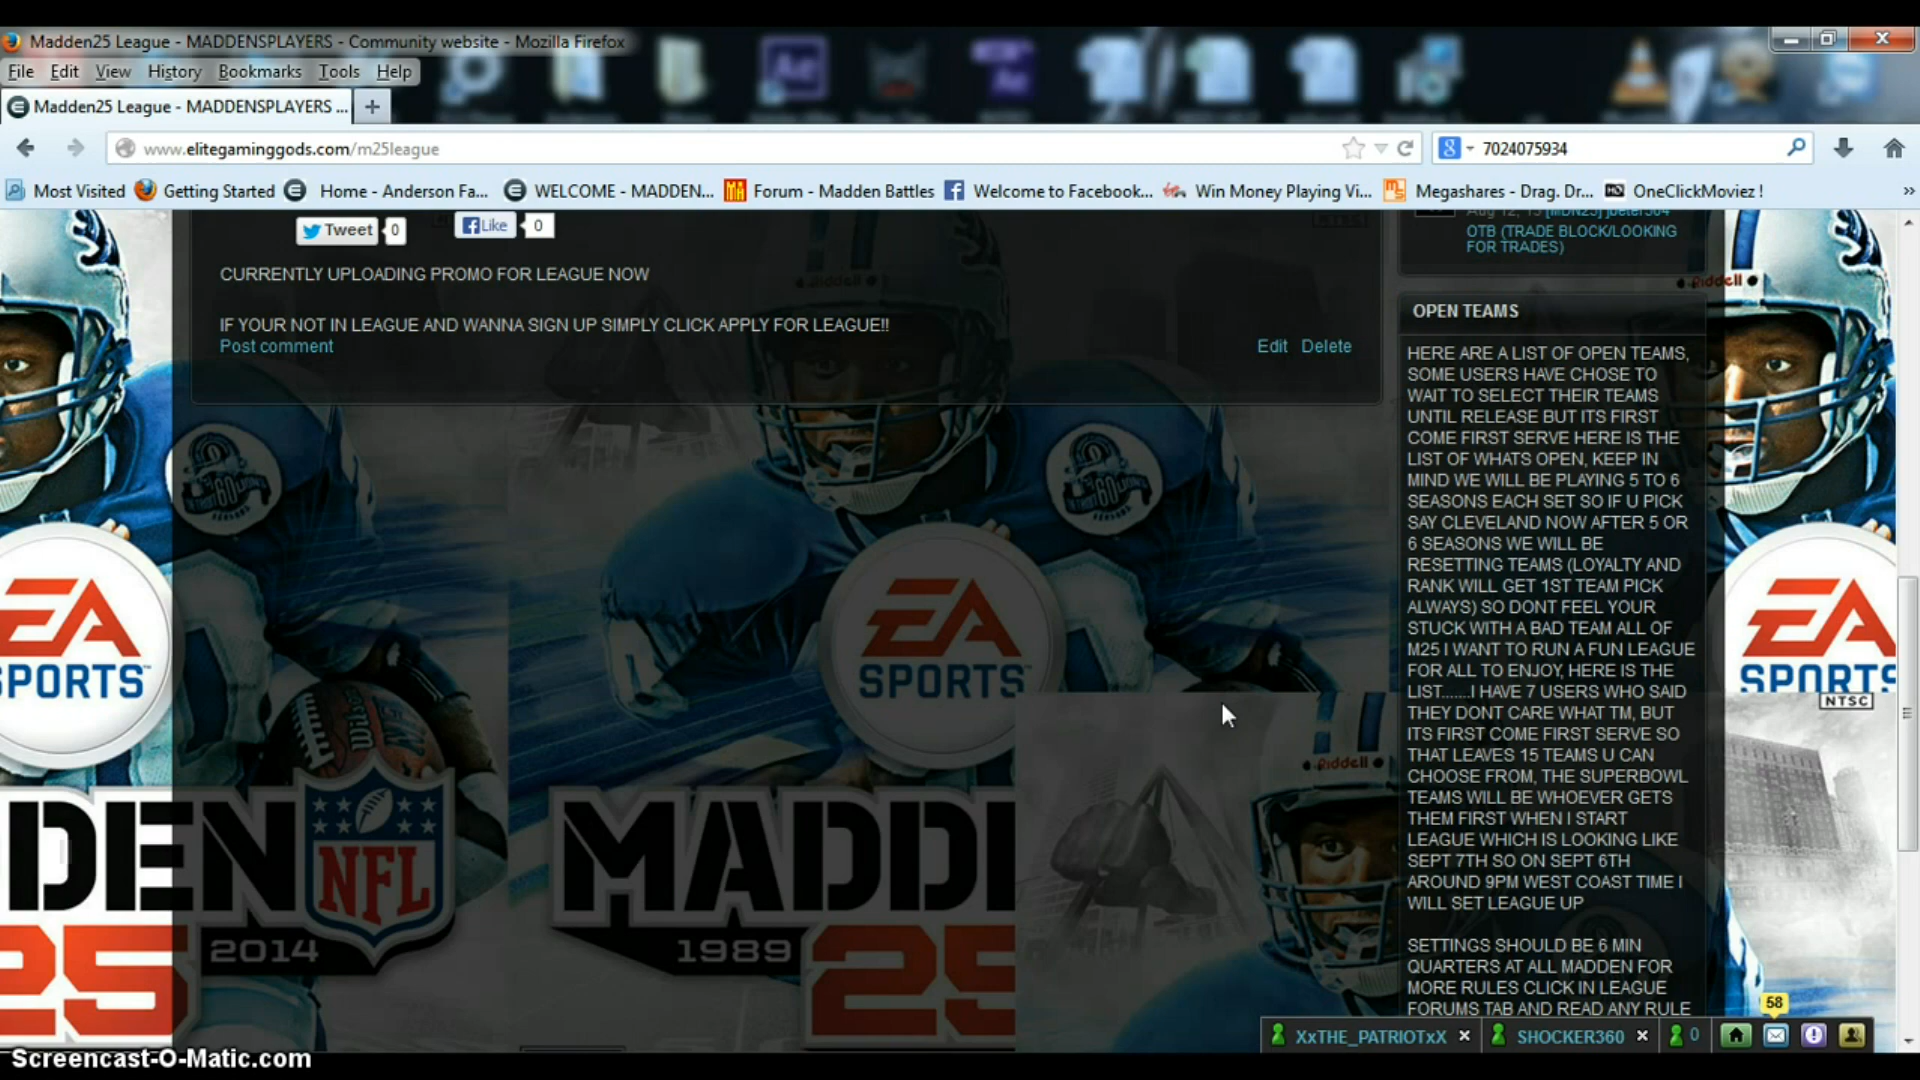 Madden25 League - MADDENSPLAYERS - Community website - Mozilla Firefox
File Edit View History Bookmarks Tools Help
Madden25 League - MADDENSPLAYERS ...
www.elitegaminggods.com/m25league
7024075934
Most Visited Getting Started Home - Anderson Fa... WELCOME - MADDEN... Forum - Madden Battles Welcome to Facebook... Win Money Playing Vi... Megashares - Drag. Dr... OneClickMoviez !
Tweet 0 Like 0
CURRENTLY UPLOADING PROMO FOR LEAGUE NOW
IF YOUR NOT IN LEAGUE AND WANNA SIGN UP SIMPLY CLICK APPLY FOR LEAGUE!!
Post comment
Edit Delete
OTB (TRADE BLOCK/LOOKING
FOR TRADES)
OPEN TEAMS
HERE ARE A LIST OF OPEN TEAMS,
SOME USERS HAVE CHOSE TO
WAIT TO SELECT THEIR TEAMS
UNTIL RELEASE BUT ITS FIRST
COME FIRST SERVE HERE IS THE
LIST OF WHATS OPEN, KEEP IN
MIND WE WILL BE PLAYING 5 TO 6
SEASONS EACH SET SO IF U PICK
SAY CLEVELAND NOW AFTER 5 OR
6 SEASONS WE WILL BE
RESETTING TEAMS (LOYALTY AND
RANK WILL GET 1ST TEAM PICK
ALWAYS) SO DONT FEEL YOUR
STUCK WITH A BAD TEAM ALL OF
M25 I WANT TO RUN A FUN LEAGUE
FOR ALL TO ENJOY, HERE IS THE
LIST.......I HAVE 7 USERS WHO SAID
THEY DONT CARE WHAT TM, BUT
ITS FIRST COME FIRST SERVE SO
THAT LEAVES 15 TEAMS U CAN
CHOOSE FROM, THE SUPERBOWL
TEAMS WILL BE WHOEVER GETS
THEM FIRST WHEN I START
LEAGUE WHICH IS LOOKING LIKE
SEPT 7TH SO ON SEPT 6TH
AROUND 9PM WEST COAST TIME I
WILL SET LEAGUE UP
SETTINGS SHOULD BE 6 MIN
QUARTERS AT ALL MADDEN FOR
MORE RULES CLICK IN LEAGUE
FORUMS TAB AND READ ANY RULE
Riddell
Riddell
Riddell
EA
SPORTS
EA
SPORTS
EA
SPORTS
NTSC
Wilson
DDEN
NFL
2014
25
MADD
1989
25
58
XxTHE_PATRIOTxX SHOCKER360 0
Screencast-O-Matic.com